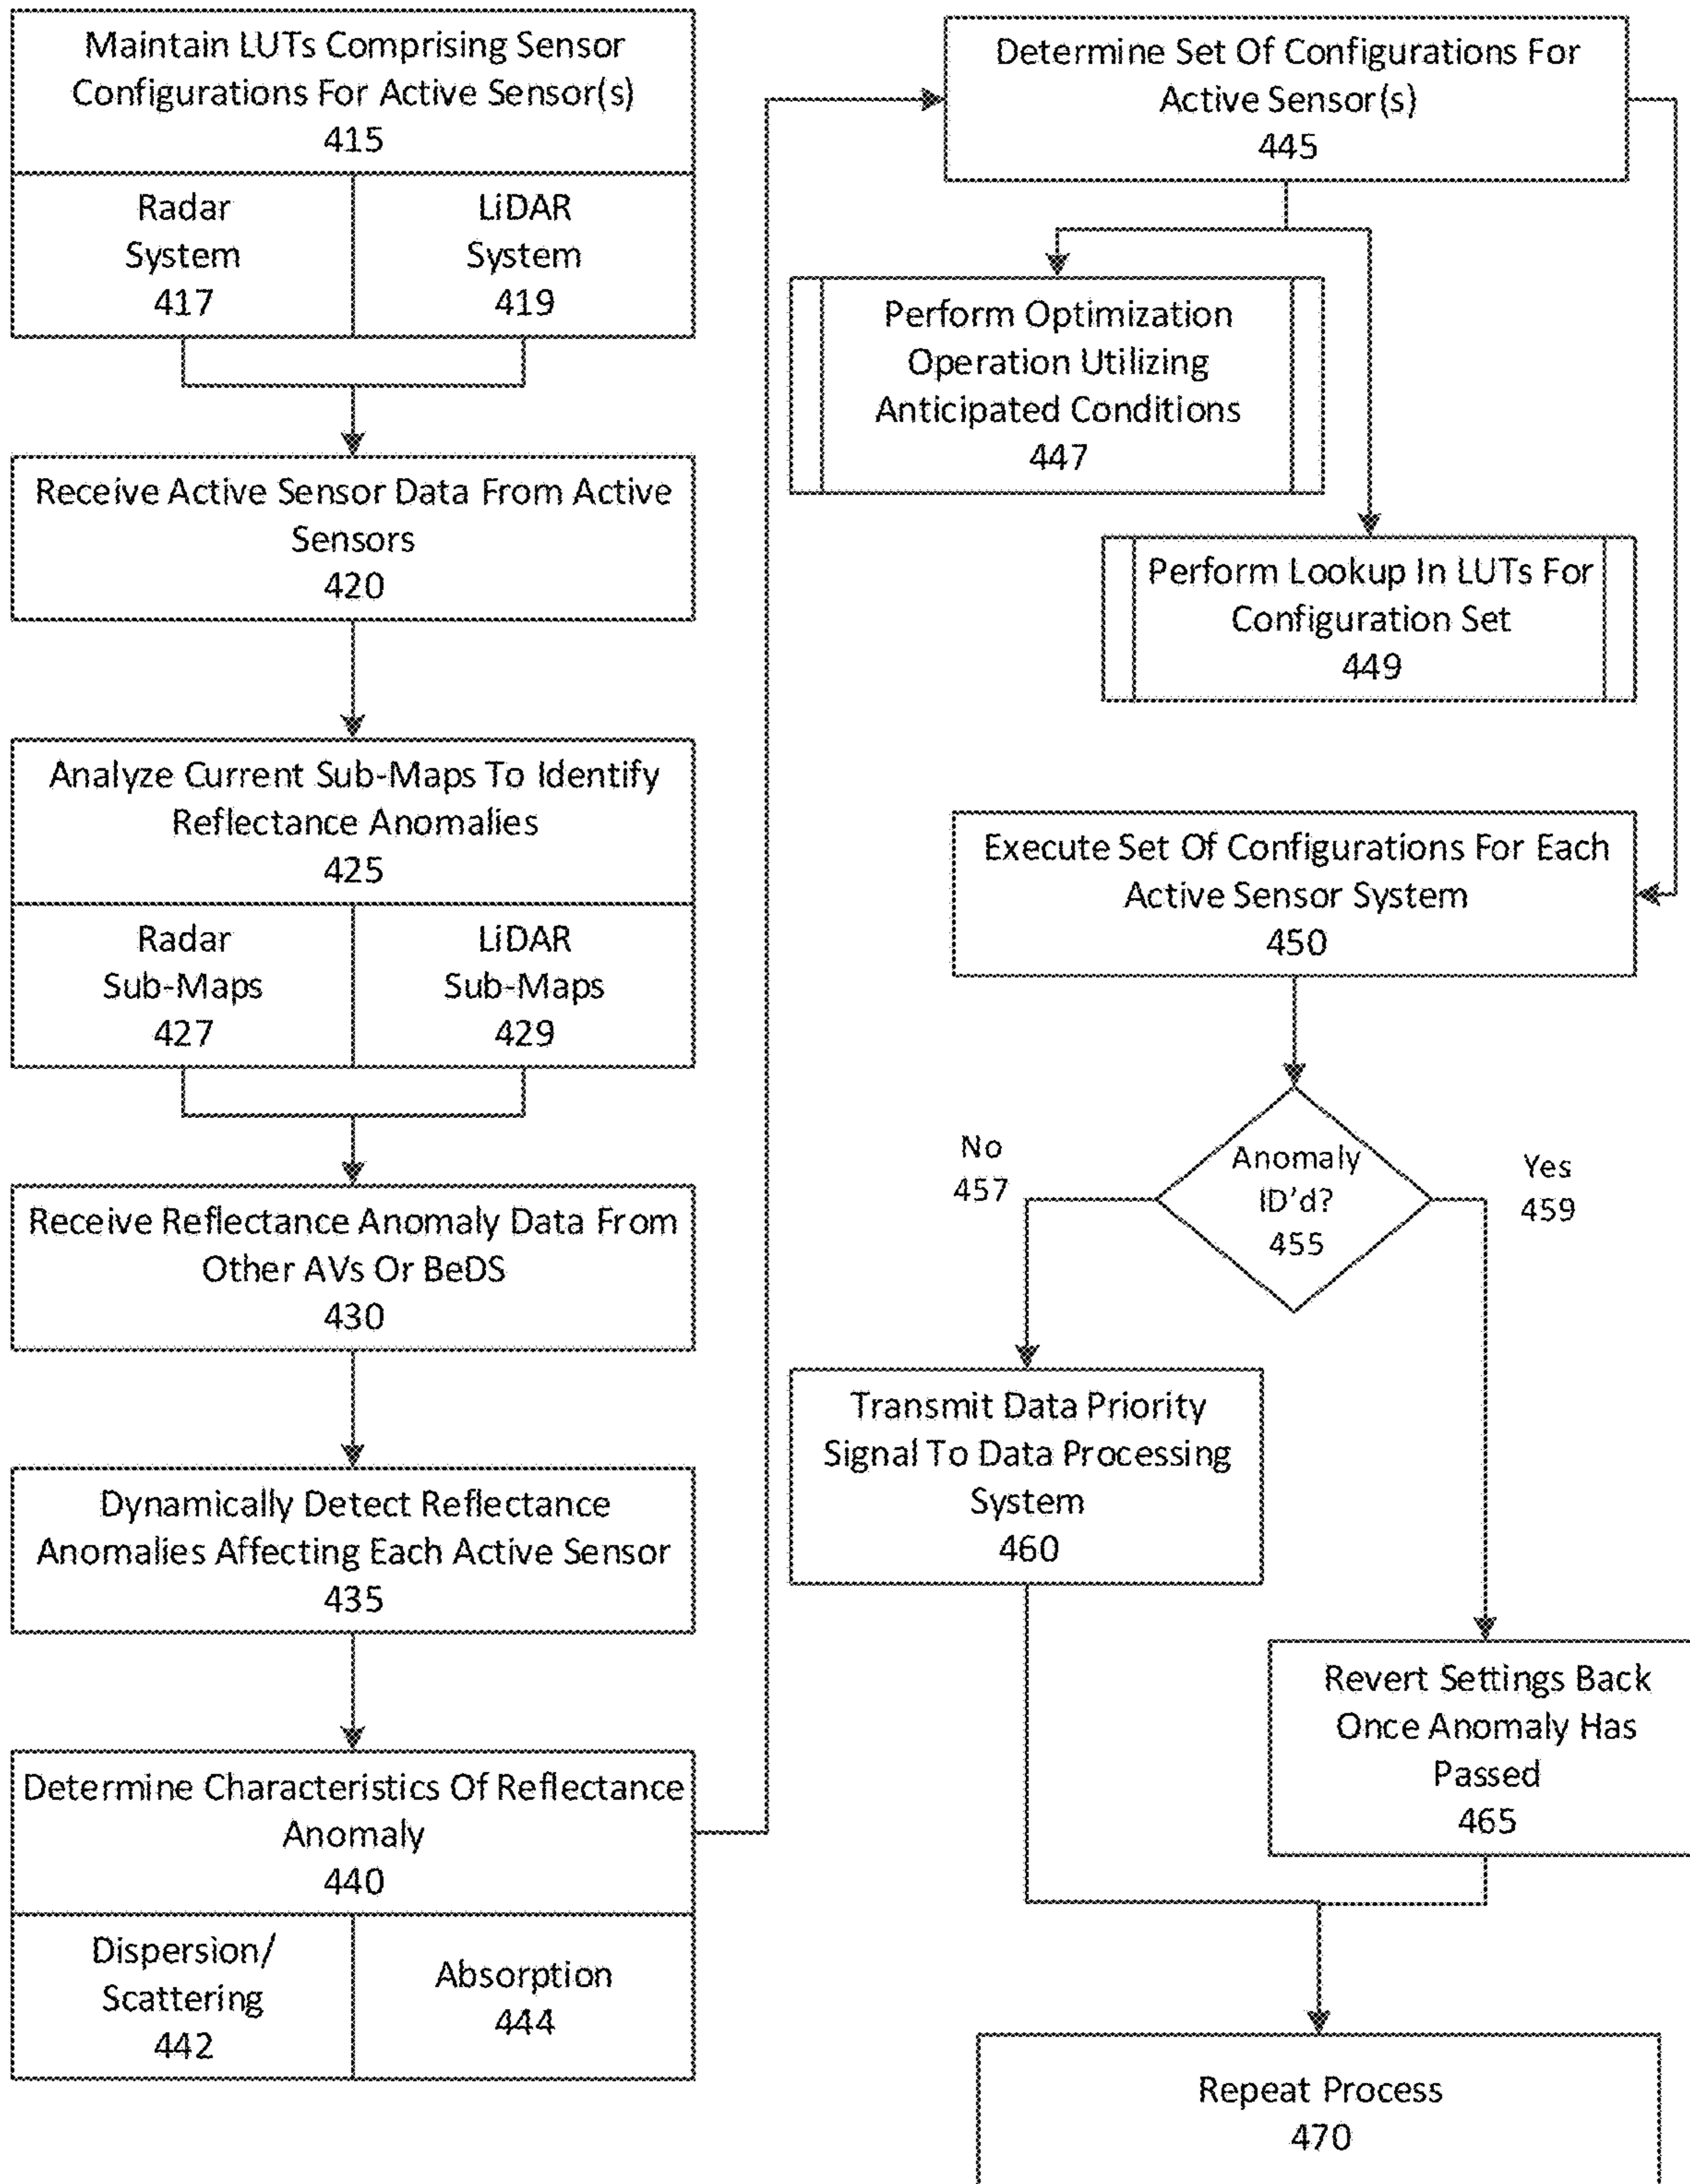 Maintain LUTs Comprising Sensor
Configurations For Active Sensor(s)
415
Radar
System
417
LiDAR
System
419
Receive Active Sensor Data From Active
Sensors
420
Analyze Current Sub-Maps To Identify
Reflectance Anomalies
425
Radar
Sub-Maps
427
LiDAR
Sub-Maps
429
Receive Reflectance Anomaly Data From
Other AVs Or BeDS
430
Dynamically Detect Reflectance
Anomalies Affecting Each Active Sensor
435
Determine Characteristics Of Reflectance
Anomaly
440
Dispersion/
Scattering
442
Absorption
444
Determine Set Of Configurations For
Active Sensor(s)
445
Perform Optimization
Operation Utilizing
Anticipated Conditions
447
Perform Lookup In LUTs For
Configuration Set
449
Execute Set Of Configurations For Each
Active Sensor System
450
Anomaly
ID'd?
455
No
457
Yes
459
Transmit Data Priority
Signal To Data Processing
System
460
Revert Settings Back
Once Anomaly Has
Passed
465
Repeat Process
470